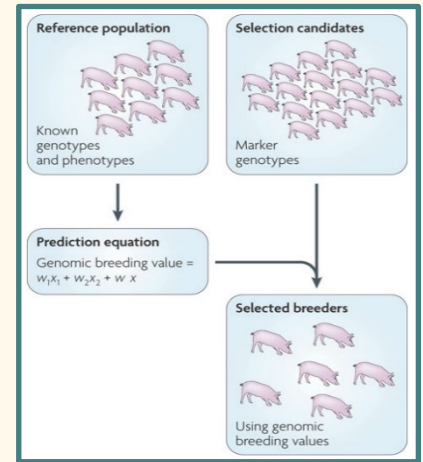 Reference population
Known
genotypes
and phenotypes
Selection candidates
Marker
genotypes
Prediction equation
Genomic breeding value =
w₁x₁ + w₂x₂ + w x
Selected breeders
Using genomic
breeding values